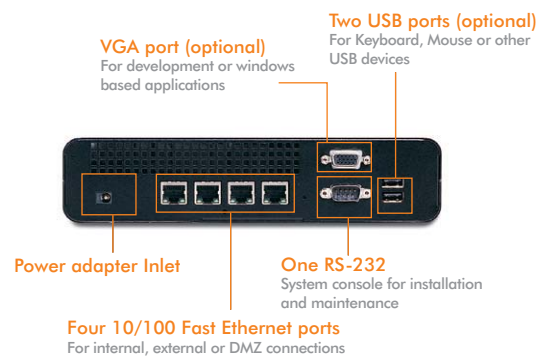 Two USB ports (optional)
For Keyboard, Mouse or other
USB devices
VGA port (optional)
For development or windows
based applications
Power adapter Inlet
One RS-232
System console for installation
and maintenance
Four 10/100 Fast Ethernet ports
For internal, external or DMZ connections